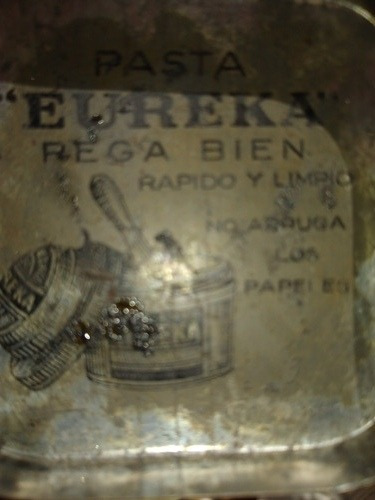 PASTA
"EUREKA"
PEGA BIEN
RAPIDO Y LIMPIO
NO ARRUGA
LOS
PAPELES